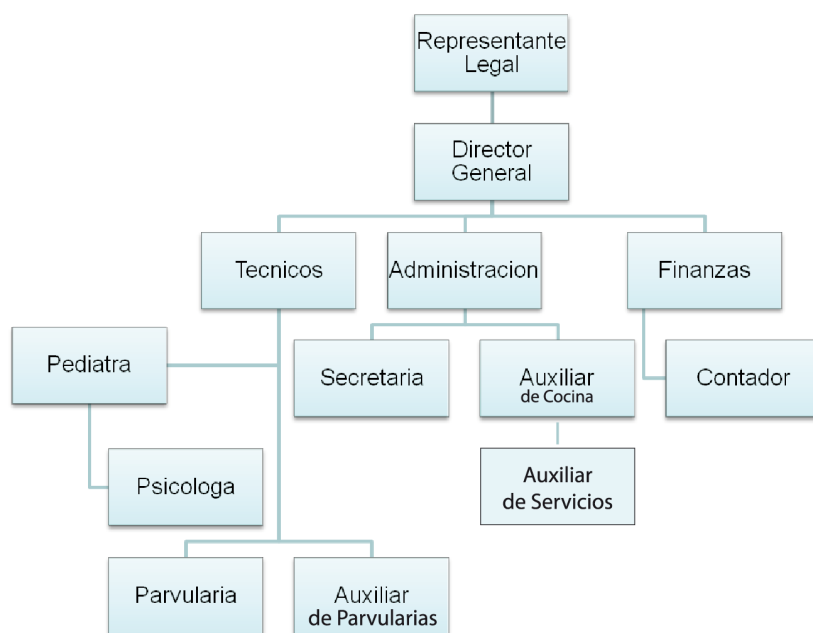 Representante
Legal
Director
General
Tecnicos
Administracion
Finanzas
Pediatra
Secretaria
Auxiliar
de Cocina
Contador
Psicologa
Auxiliar
de Servicios
Parvularia
Auxiliar
de Parvularias